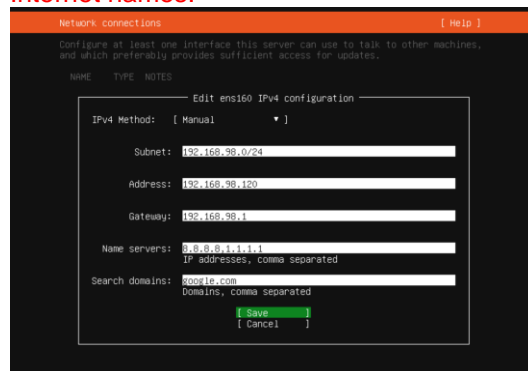 Internet names.
Network connections [ Help ]
Configure at least one interface this server can use to talk to other machines,
and which preferably provides sufficient access for updates.
NAME TYPE NOTES
Edit ens160 IPv4 configuration
IPv4 Method: [ Manual ▾ ]
Subnet: 192.168.98.0/24
Address: 192.168.98.120
Gateway: 192.168.98.1
Name servers: 8.8.8.8,1.1.1.1
IP addresses, comma separated
Search domains: google.com
Domains, comma separated
[ Save ]
[ Cancel ]